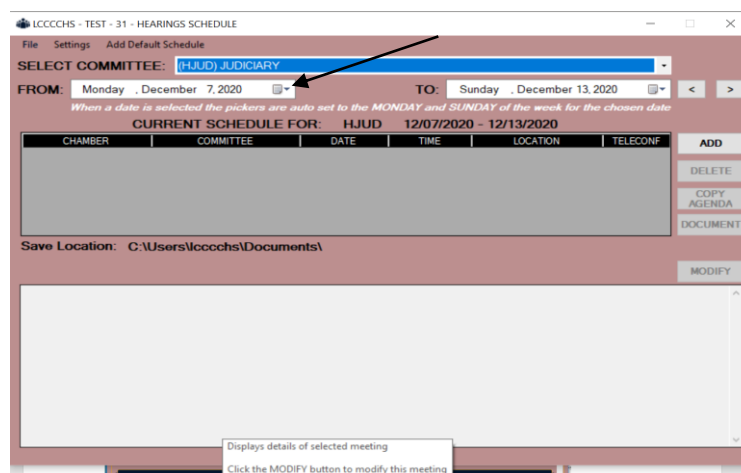 LCCCCHS - TEST - 31 - HEARINGS SCHEDULE
File Settings Add Default Schedule
SELECT COMMITTEE: (HJUD) JUDICIARY
FROM: Monday , December 7, 2020 TO: Sunday , December 13, 2020 < >
When a date is selected the pickers are auto set to the MONDAY and SUNDAY of the week for the chosen date
CURRENT SCHEDULE FOR: HJUD 12/07/2020 - 12/13/2020
CHAMBER COMMITTEE DATE TIME LOCATION TELECONF
ADD
DELETE
COPY
AGENDA
DOCUMENT
Save Location: C:\Users\lcccchs\Documents\
MODIFY
Displays details of selected meeting
Click the MODIFY button to modify this meeting